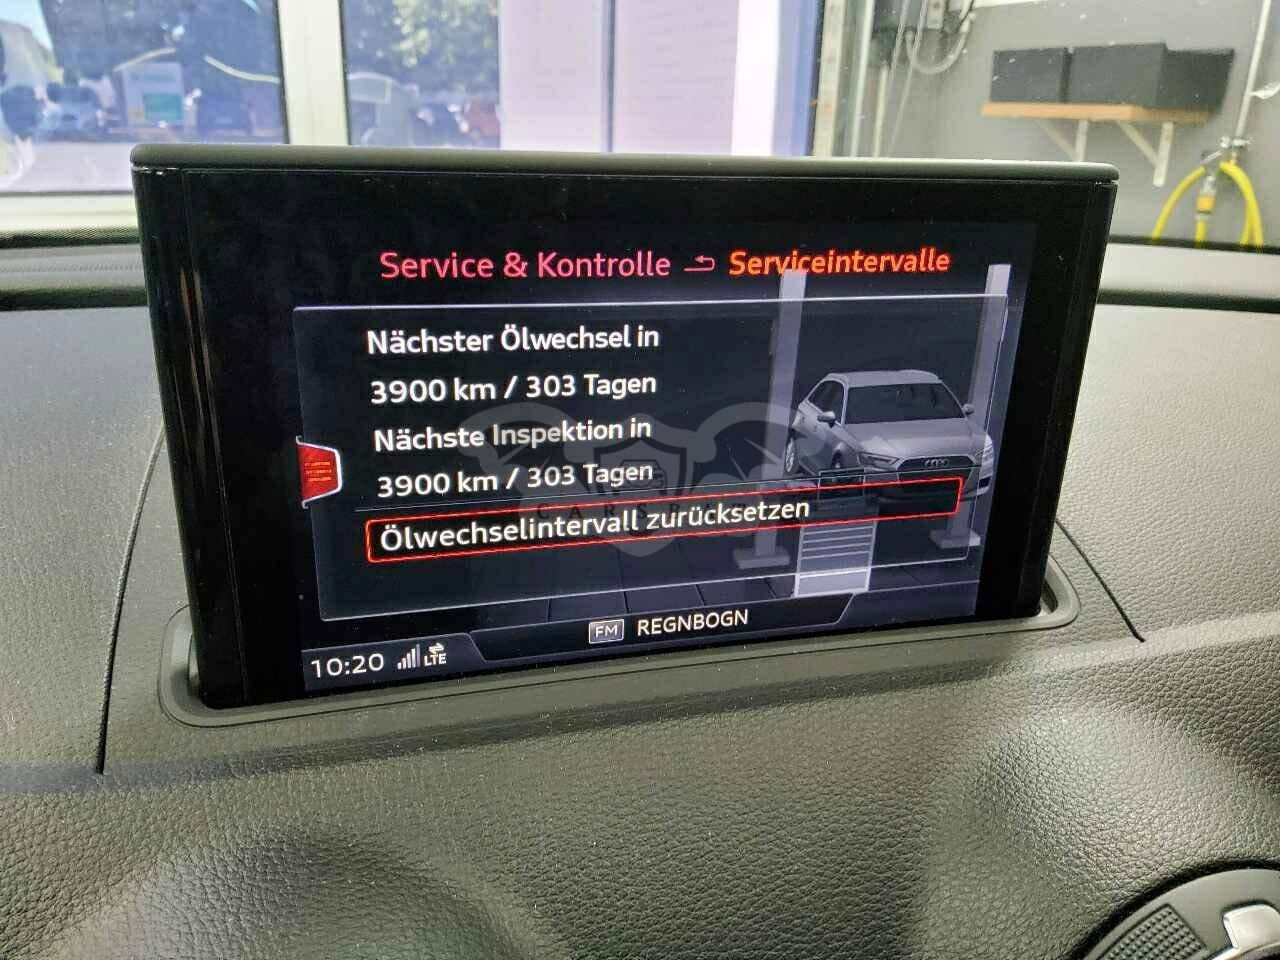 Service & Kontrolle Serviceintervalle
Nächster Ölwechsel in
3900 km / 303 Tagen
Nächste Inspektion in
3900 km / 303 Tagen
Ölwechselintervall zurücksetzen
FM REGNBOGN
10:20 LTE